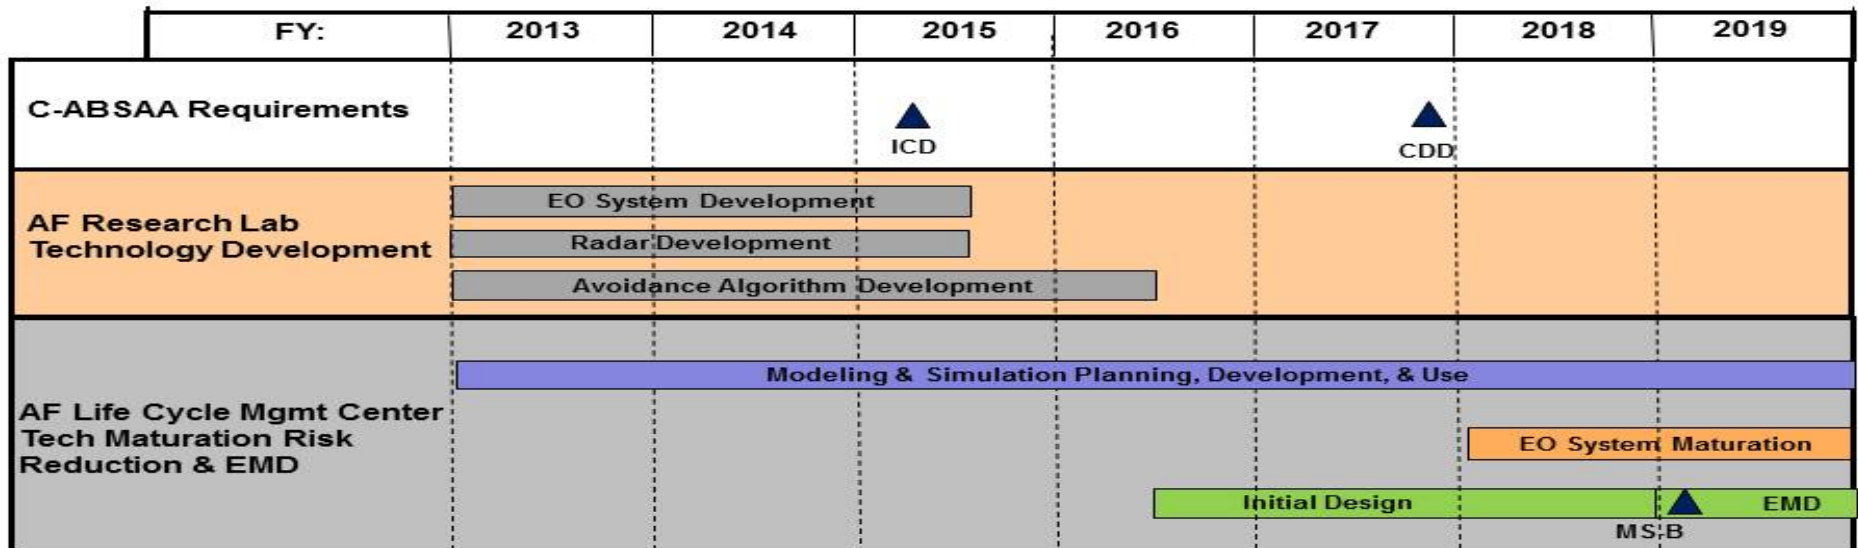 FY: 2013 2014 2015 2016 2017 2018 2019
C-ABSAA Requirements
ICD
CDD
AF Research Lab
Technology Development
EO System Development
Radar Development
Avoidance Algorithm Development
AF Life Cycle Mgmt Center
Tech Maturation Risk
Reduction & EMD
Modeling & Simulation Planning, Development, & Use
EO System Maturation
Initial Design
EMD
MS-B